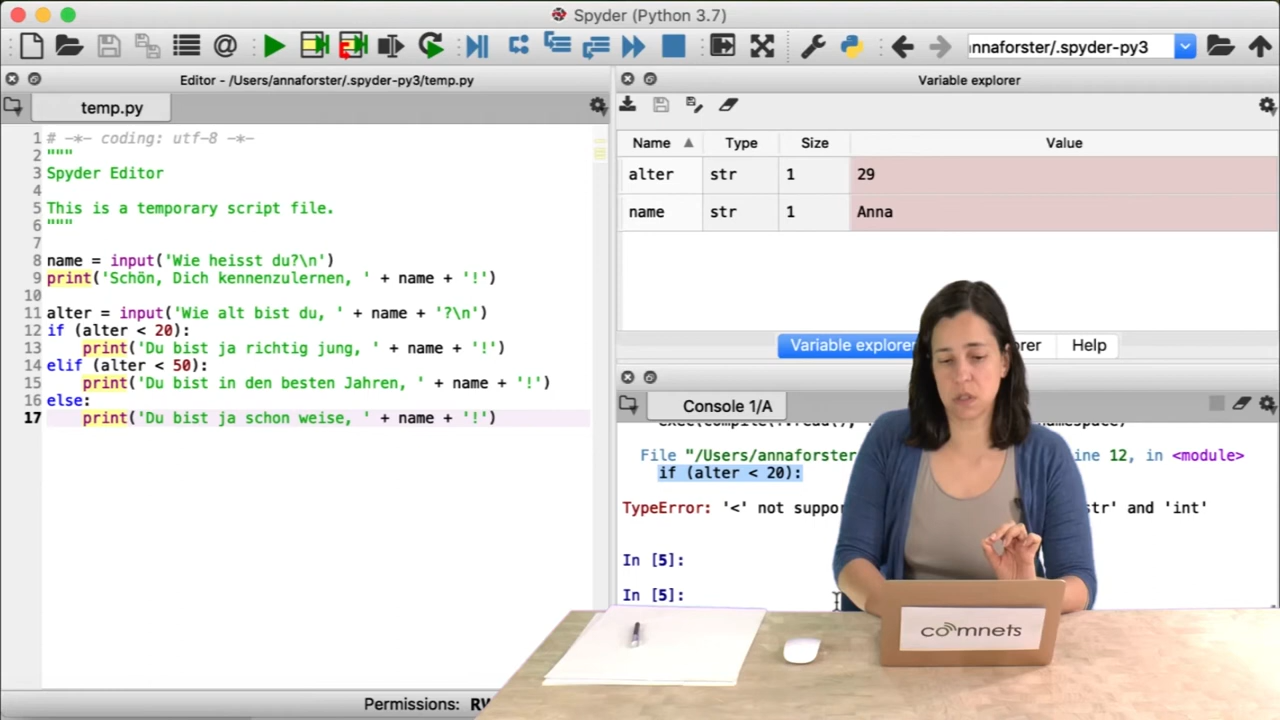 Spyder (Python 3.7)
nnaforster/.spyder-py3
Editor - /Users/annaforster/.spyder-py3/temp.py
temp.py
1 # -*- coding: utf-8 -*-
2 """
3 Spyder Editor
4
5 This is a temporary script file.
6 """
7
8 name = input('Wie heisst du?\n')
9 print('Schön, Dich kennenzulernen, ' + name + '!')
10
11 alter = input('Wie alt bist du, ' + name + '?\n')
12 if (alter < 20):
13 print('Du bist ja richtig jung, ' + name + '!')
14 elif (alter < 50):
15 print('Du bist in den besten Jahren, ' + name + '!')
16 else:
17 print('Du bist ja schon weise, ' + name + '!')
Permissions: RW
Variable explorer
Name Type Size Value
alter str 1 29
name str 1 Anna
Variable explorer Help
Console 1/A
exec(compile(f.read(),
File "/Users/annaforster ine 12, in <module>
if (alter < 20):
TypeError: '<' not suppor str' and 'int'
In [5]:
In [5]:
comnets